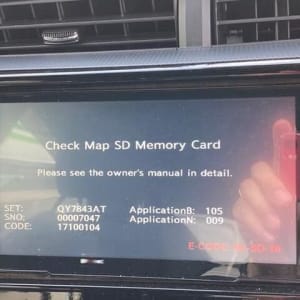 Check Map SD Memory Card
Please see the owner's manual in detail.
SET: QY7843AT ApplicationB: 105
SNO: 00007047 ApplicationN: 009
CODE: 17100104